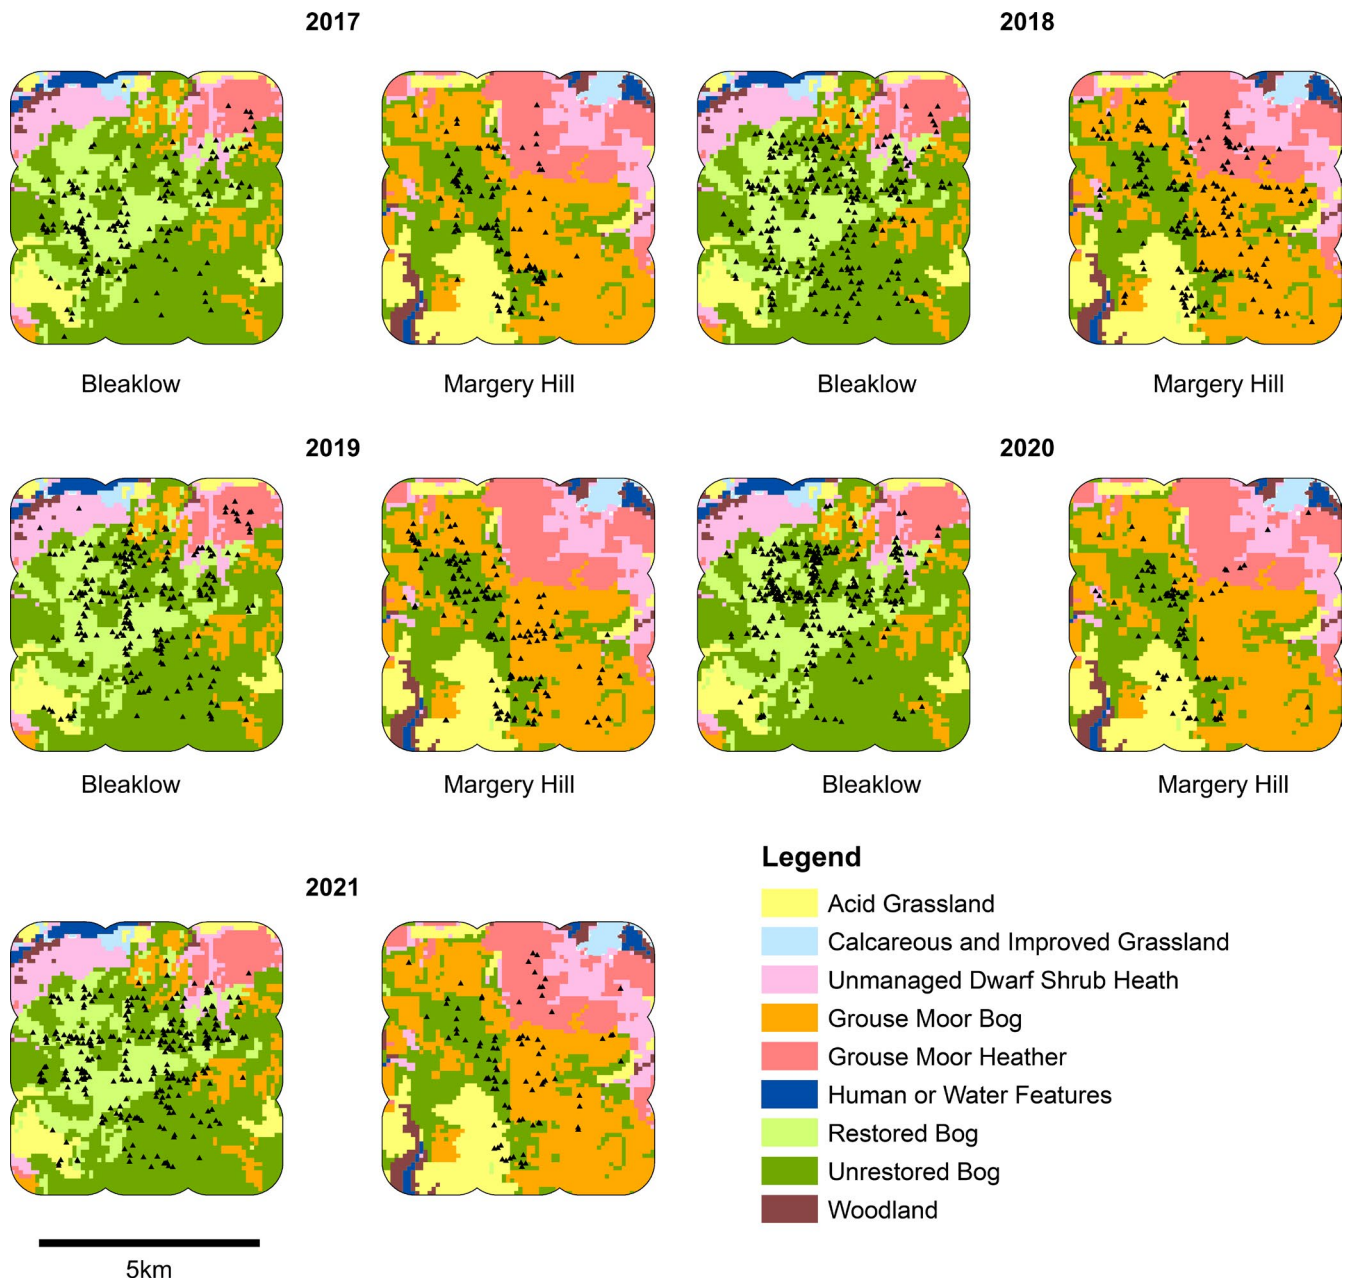 2017
2018
Bleaklow
Margery Hill
Bleaklow
Margery Hill
2019
2020
Bleaklow
Margery Hill
Bleaklow
Margery Hill
2021
Legend
Acid Grassland
Calcareous and Improved Grassland
Unmanaged Dwarf Shrub Heath
Grouse Moor Bog
Grouse Moor Heather
Human or Water Features
Restored Bog
Unrestored Bog
Woodland
5km